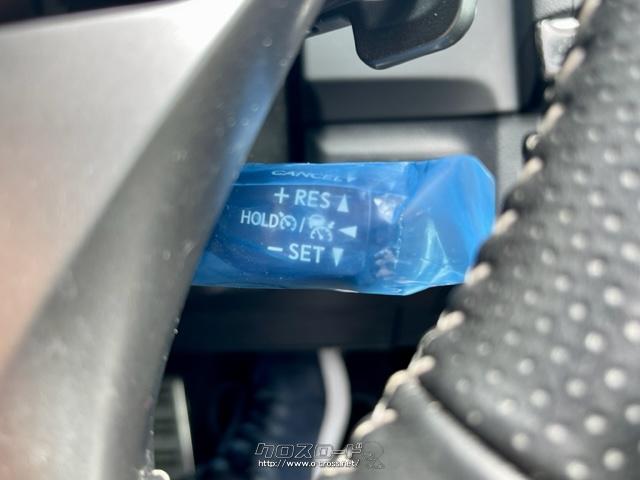 CANCEL
+ RES ▲
HOLD / ◀
− SET ▼
クロスロード
http://www.o-cross.net/